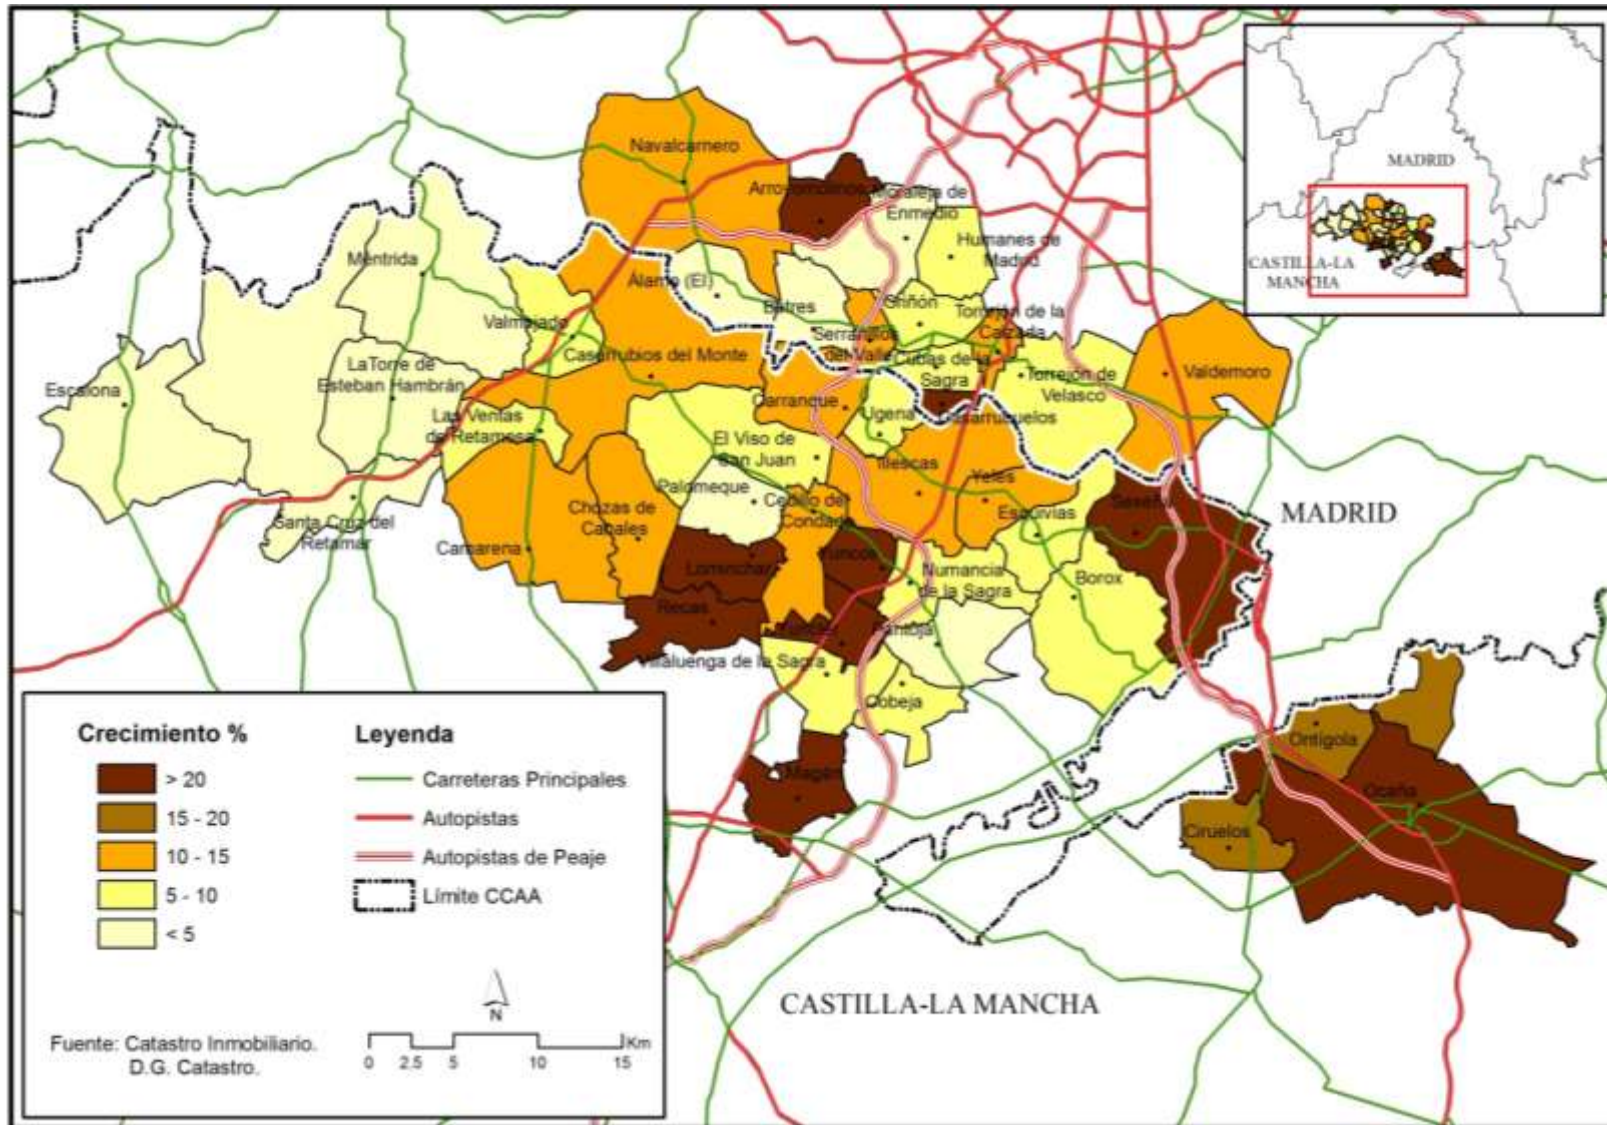 Navalcarnero
MADRID
CASTILLA-LA
MANCHA
Moraleja de
Enmedio
Humanes de
Madrid
Méntrida
Álamo (El)
Batres
Griñón
Torrejón de la
Calzada
Valmojado
Serranillos
del Valle
Cubas de la
Sagra
Casarrubios del Monte
LaTorre de
Esteban Hambrán
Escalona
Torrejón de
Velasco
Valdemoro
Carranque
Ugena
Las Ventas
de Retamosa
El Viso de
San Juan
Illescas
Yeles
Palomeque
Cedillo del
Condado
Esquivias
Seseña
MADRID
Chozas de
Canales
Santa Cruz del
Retamar
Camarena
Lominchar
Yuncos
Numancia
de la Sagra
Borox
Recas
Pantoja
Villaluenga de la Sagra
Cobeja
Ontígola
Magán
Ocaña
Ciruelos
CASTILLA-LA MANCHA
Crecimiento %
> 20
15 - 20
10 - 15
5 - 10
< 5
Leyenda
Carreteras Principales
Autopistas
Autopistas de Peaje
Límite CCAA
N
Km
0 2.5 5 10 15
Fuente: Catastro Inmobiliario.
D.G. Catastro.